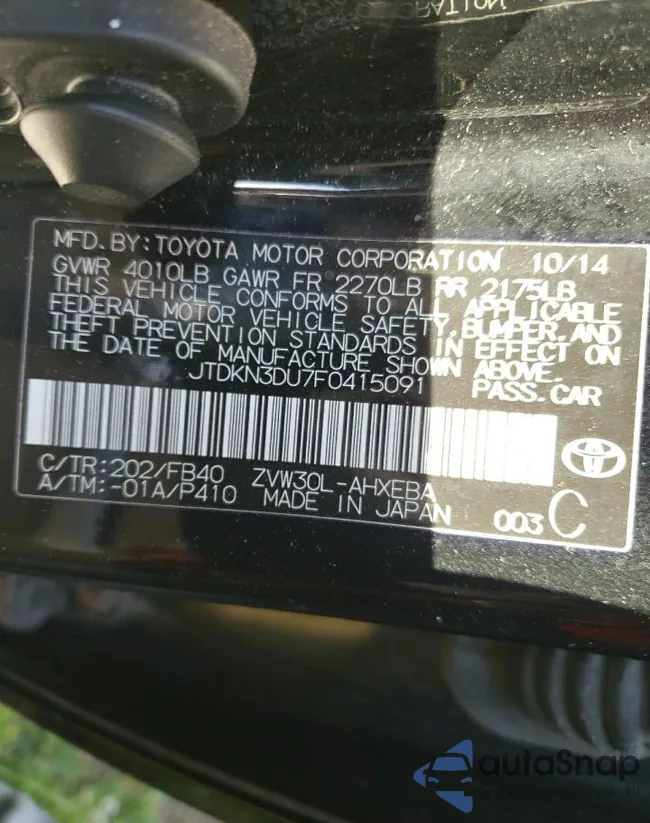 MFD. BY: TOYOTA MOTOR CORPORATION 10/14
GVWR 4010LB GAWR FR 2270LB RR 2175LB
THIS VEHICLE CONFORMS TO ALL APPLICABLE
FEDERAL MOTOR VEHICLE SAFETY, BUMPER, AND
THEFT PREVENTION STANDARDS IN EFFECT ON
THE DATE OF MANUFACTURE SHOWN ABOVE.
JTDKN3DU7F0415091 PASS. CAR
C/TR: 202/FB40 ZVW30L-AHXEBA
A/TM: -01A/P410 MADE IN JAPAN 003 C
autoSnap